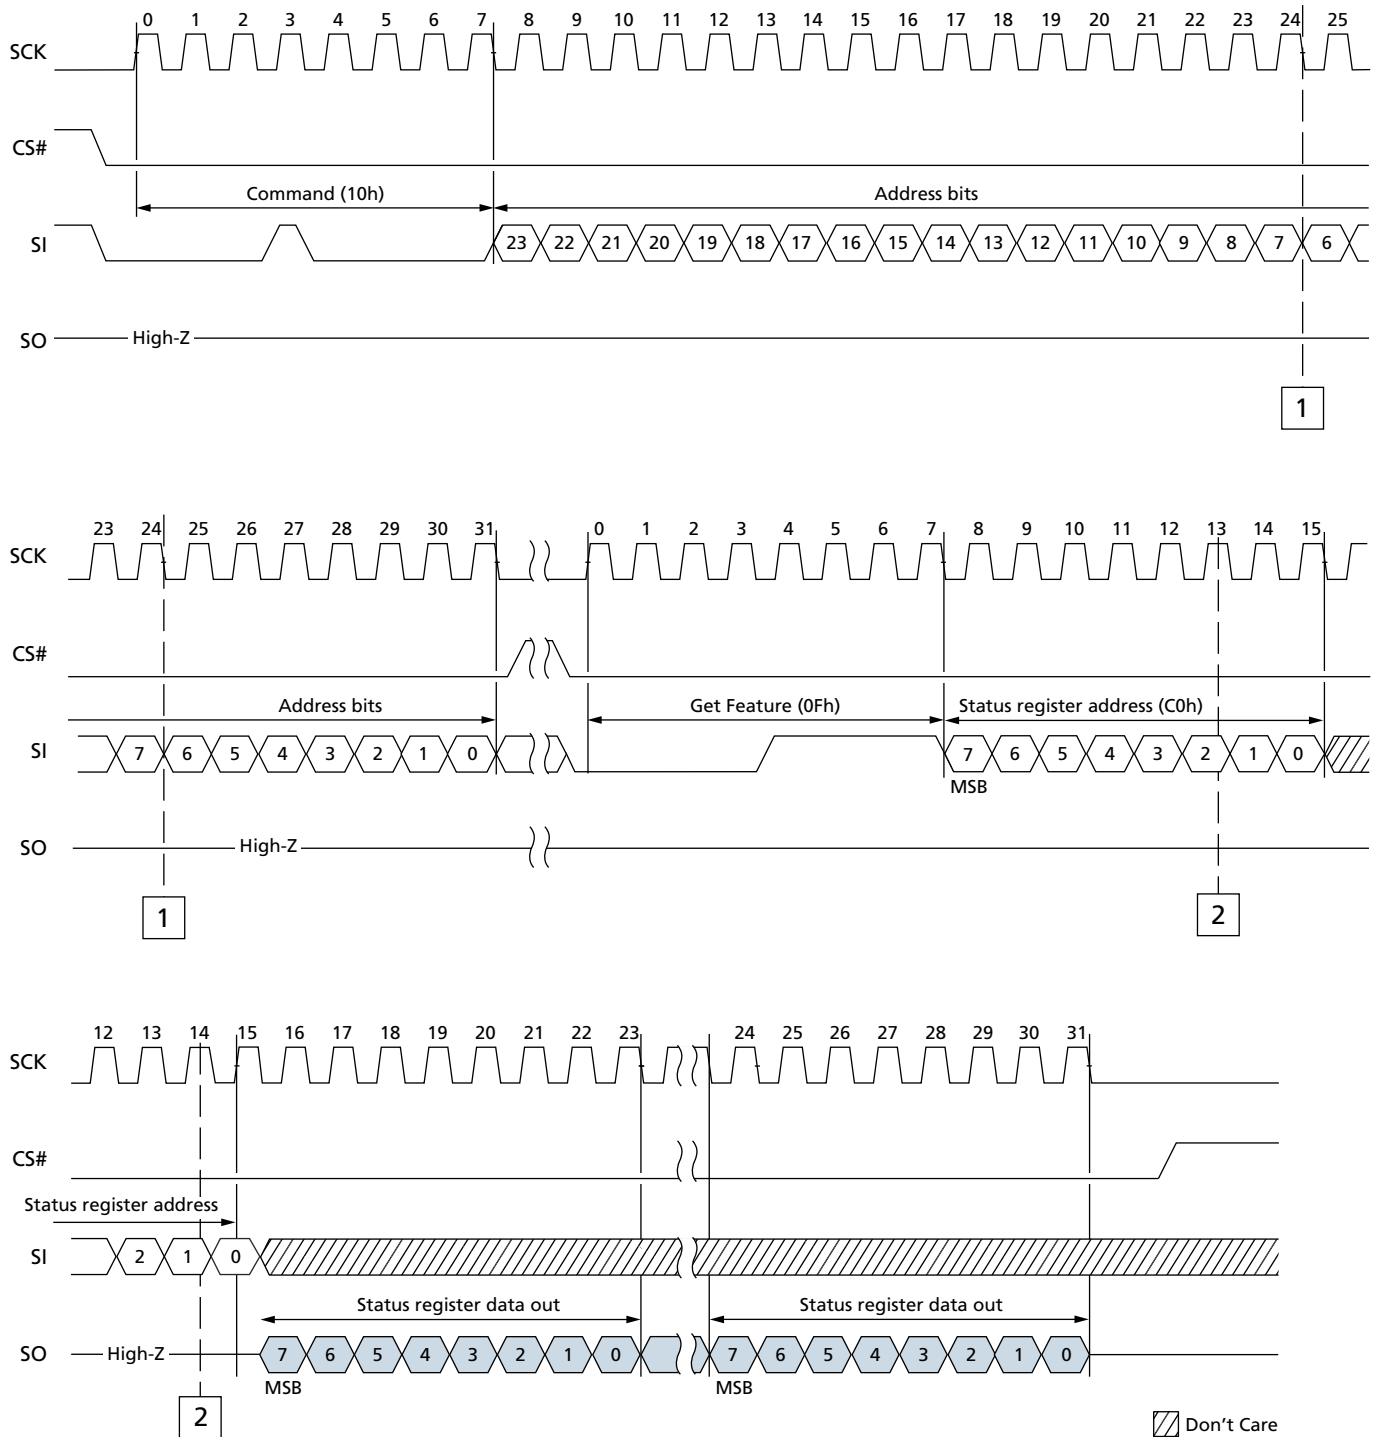 0 1 2 3 4 5 6 7 8 9 10 11 12 13 14 15 16 17 18 19 20 21 22 23 24 25
SCK
CS#
Command (10h) Address bits
SI 23 22 21 20 19 18 17 16 15 14 13 12 11 10 9 8 7 6
SO High-Z
1
23 24 25 26 27 28 29 30 31 0 1 2 3 4 5 6 7 8 9 10 11 12 13 14 15
SCK
CS#
Address bits Get Feature (0Fh) Status register address (C0h)
SI 7 6 5 4 3 2 1 0 7 6 5 4 3 2 1 0
MSB
SO High-Z
1 2
12 13 14 15 16 17 18 19 20 21 22 23 24 25 26 27 28 29 30 31
SCK
CS#
Status register address
SI 2 1 0
Status register data out Status register data out
SO High-Z 7 6 5 4 3 2 1 0 7 6 5 4 3 2 1 0
MSB MSB
2
Don't Care